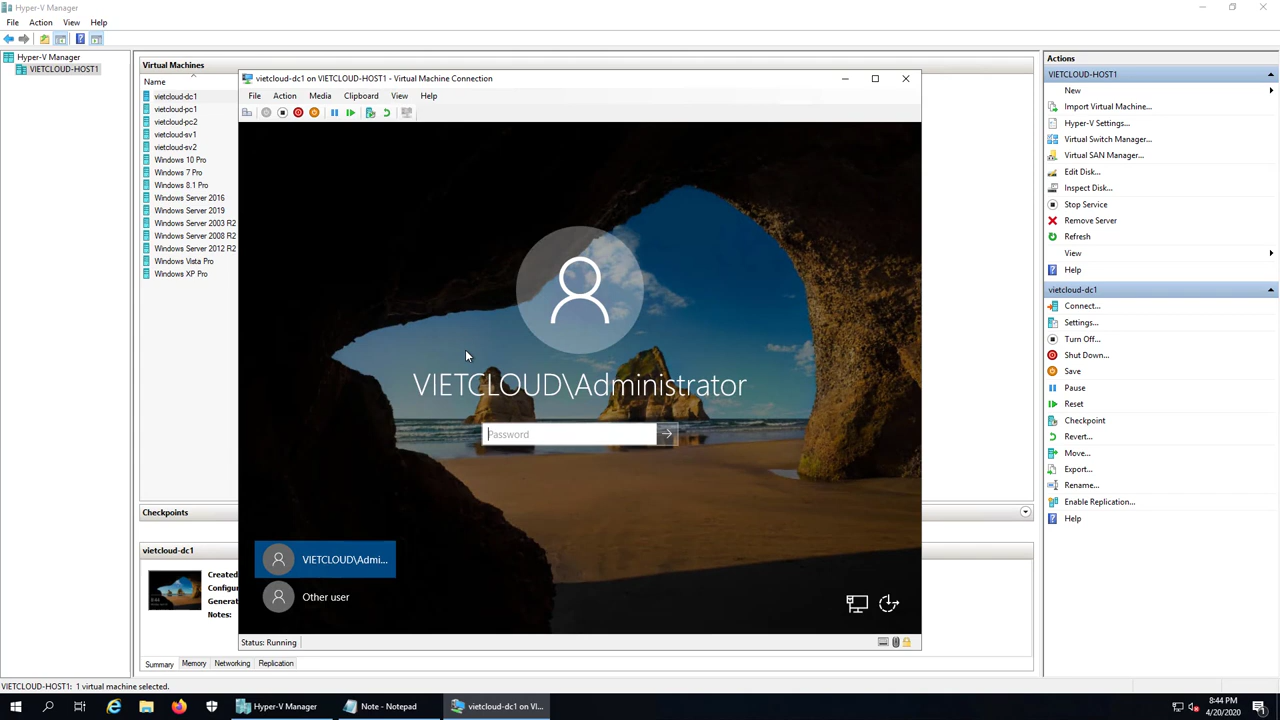 Hyper-V Manager
File Action View Help
Hyper-V Manager
VIETCLOUD-HOST1
Virtual Machines
Name
vietcloud-dc1
vietcloud-pc1
vietcloud-pc2
vietcloud-sv1
vietcloud-sv2
Windows 10 Pro
Windows 7 Pro
Windows 8.1 Pro
Windows Server 2016
Windows Server 2019
Windows Server 2003 R2
Windows Server 2008 R2
Windows Server 2012 R2
Windows Vista Pro
Windows XP Pro
Checkpoints
vietcloud-dc1
Created
Configur
Generat
Notes:
Summary Memory Networking Replication
vietcloud-dc1 on VIETCLOUD-HOST1 - Virtual Machine Connection
File Action Media Clipboard View Help
VIETCLOUD\Administrator
Password
VIETCLOUD\Admi...
Other user
Status: Running
Actions
VIETCLOUD-HOST1
New
Import Virtual Machine...
Hyper-V Settings...
Virtual Switch Manager...
Virtual SAN Manager...
Edit Disk...
Inspect Disk...
Stop Service
Remove Server
Refresh
View
Help
vietcloud-dc1
Connect...
Settings...
Turn Off...
Shut Down...
Save
Pause
Reset
Checkpoint
Revert...
Move...
Export...
Rename...
Enable Replication...
Help
VIETCLOUD-HOST1: 1 virtual machine selected.
Hyper-V Manager
Note - Notepad
vietcloud-dc1 on VI...
8:44 PM
4/20/2020
1